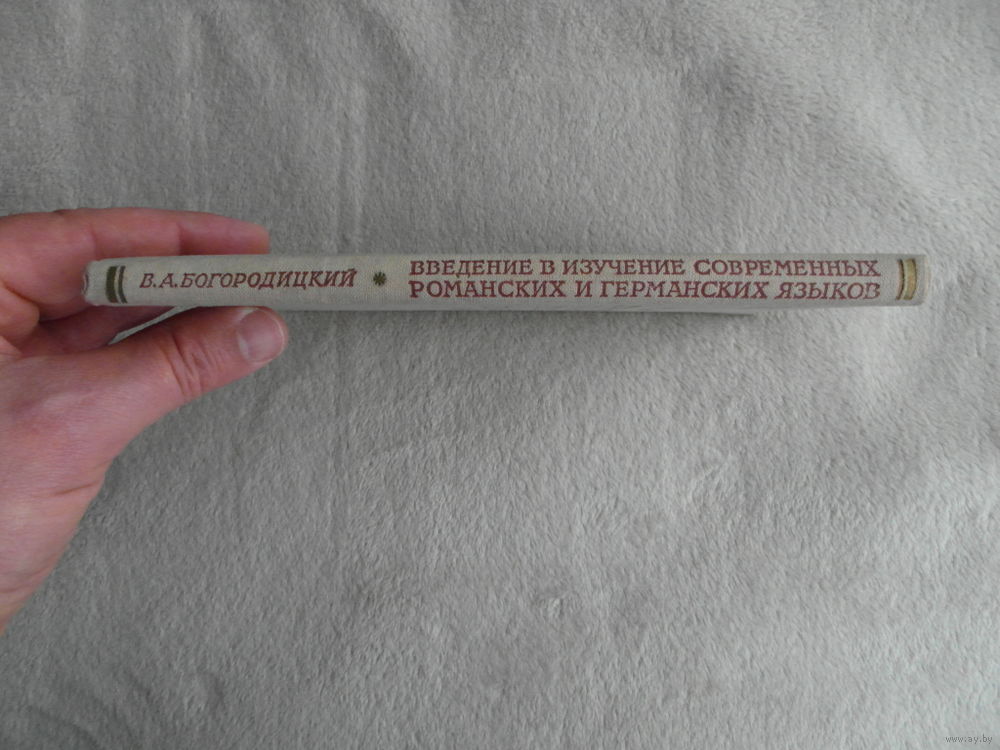 В. А. БОГОРОДИЦКИЙ
ВВЕДЕНИЕ В ИЗУЧЕНИЕ СОВРЕМЕННЫХ
РОМАНСКИХ И ГЕРМАНСКИХ ЯЗЫКОВ
www.ay.by